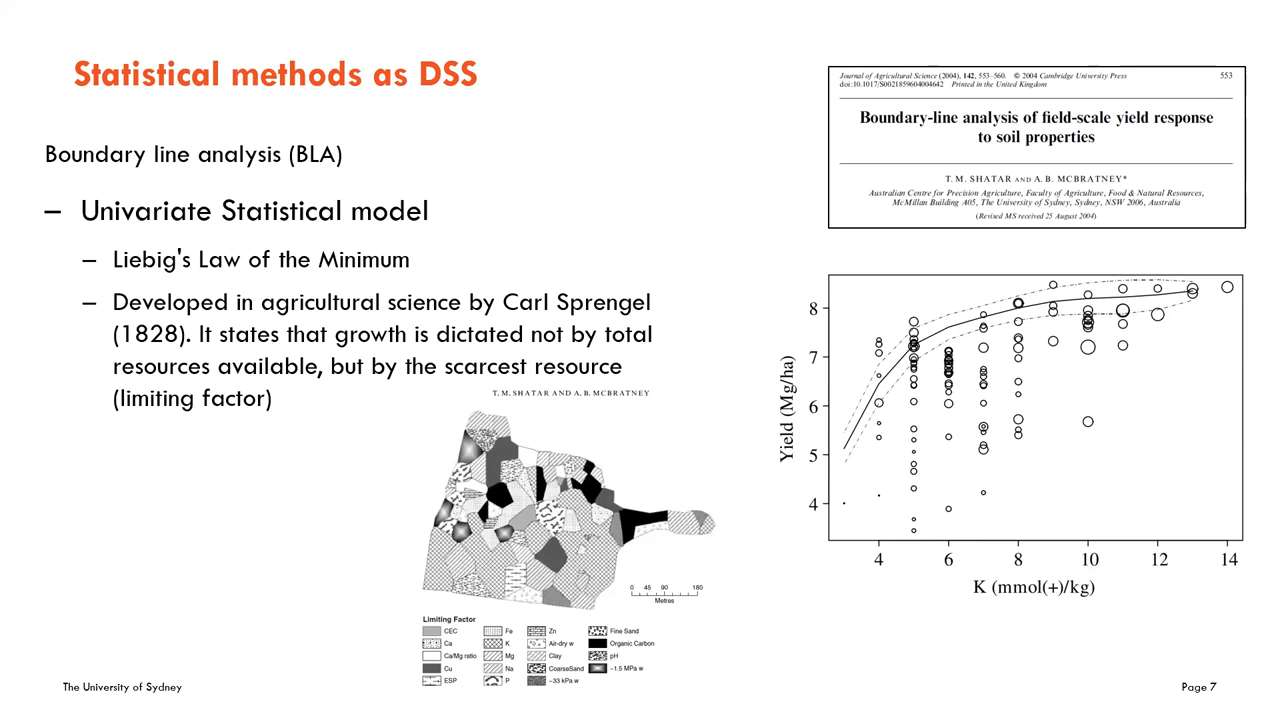 Statistical methods as DSS
Boundary line analysis (BLA)
– Univariate Statistical model
– Liebig's Law of the Minimum
– Developed in agricultural science by Carl Sprengel
(1828). It states that growth is dictated not by total
resources available, but by the scarcest resource
(limiting factor)
Journal of Agricultural Science (2004), 142, 553–560. © 2004 Cambridge University Press 553
doi:10.1017/S0021859604004642 Printed in the United Kingdom
Boundary-line analysis of field-scale yield response
to soil properties
T. M. SHATAR AND A. B. MCBRATNEY*
Australian Centre for Precision Agriculture, Faculty of Agriculture, Food & Natural Resources,
McMillan Building A05, The University of Sydney, Sydney, NSW 2006, Australia
(Revised MS received 25 August 2004)
T. M. SHATAR AND A. B. MCBRATNEY
0 45 90 180
Metres
Limiting Factor
CEC Fe Zn Fine Sand
Ca K Air-dry w Organic Carbon
Ca/Mg ratio Mg Clay pH
Cu Na CoarseSand −1.5 MPa w
ESP P −33 kPa w
Yield (Mg/ha)
8
7
6
5
4
4 6 8 10 12 14
K (mmol(+)/kg)
The University of Sydney
Page 7